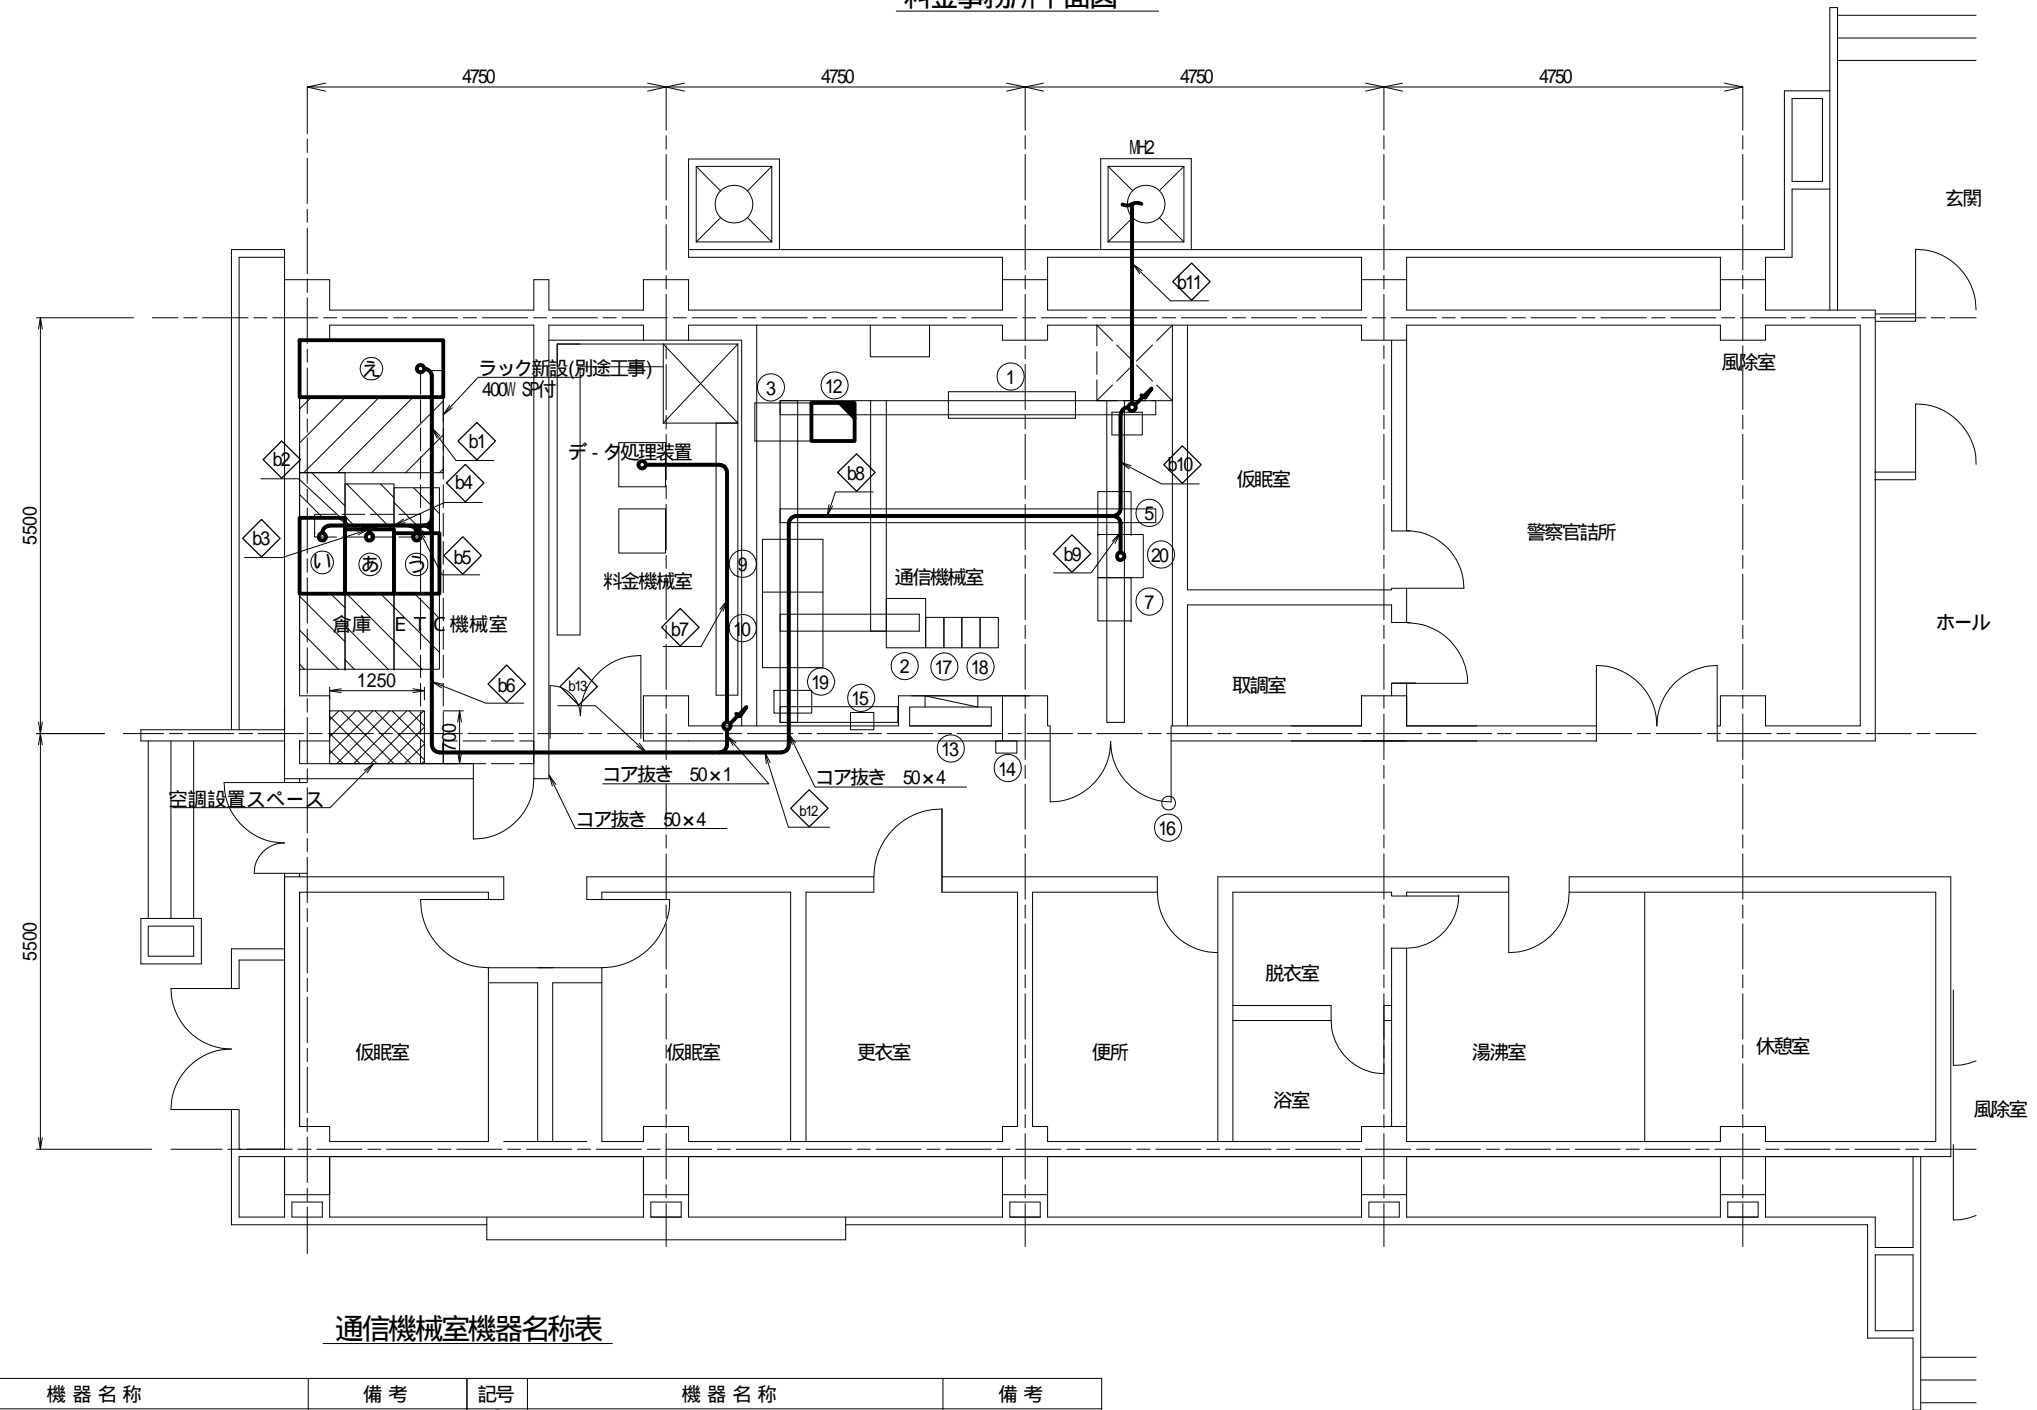 料金事務所平面図
4750
4750
4750
4750
MH2
玄関
b11
え
ラック新設(別途工事)
400W SP付
風除室
3
12
1
b1
b2
データ処理装置
b4
b8
b10
仮眠室
5500
5
警察官詰所
b3
b5
b9
20
い
あ
う
9
料金機械室
通信機械室
7
倉庫
ETC機械室
b7
10
ホール
2
17
18
1250
b6
b13
19
15
取調室
700
13
14
コア抜き 50×1
コア抜き 50×4
空調設置スペース
b12
コア抜き 50×4
16
5500
脱衣室
仮眠室
仮眠室
更衣室
便所
湯沸室
休憩室
浴室
風除室
通信機械室機器名称表
機器名称 備考 記号 機器名称 備考